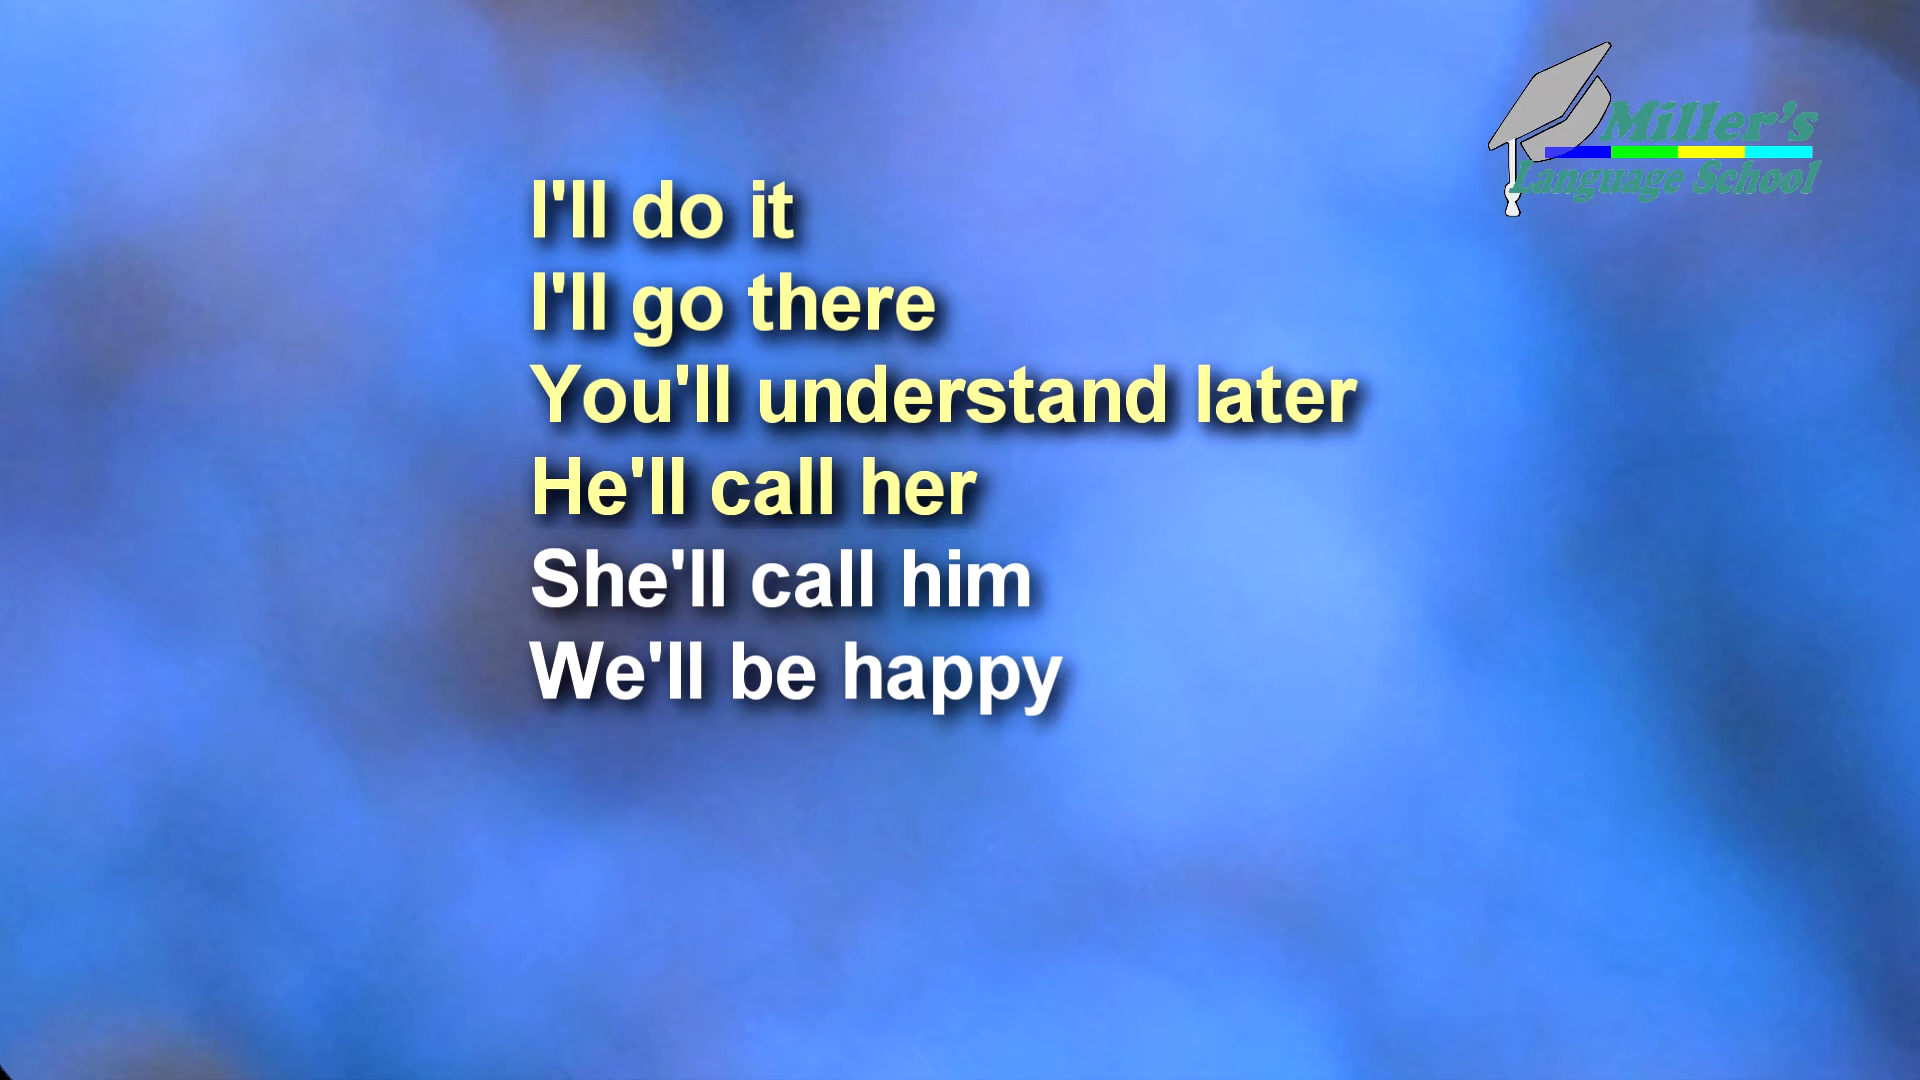 Miller's
Language School
I'll do it
I'll go there
You'll understand later
He'll call her
She'll call him
We'll be happy